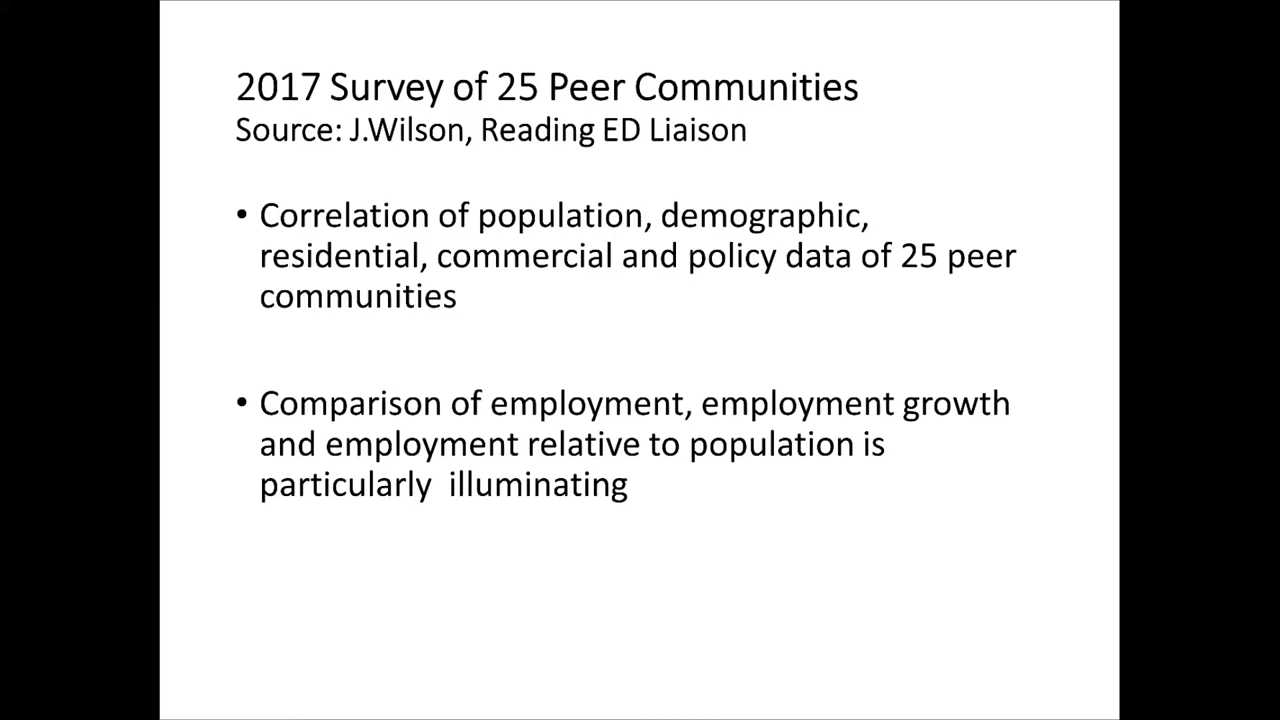 2017 Survey of 25 Peer Communities
Source: J.Wilson, Reading ED Liaison
• Correlation of population, demographic,
residential, commercial and policy data of 25 peer
communities
• Comparison of employment, employment growth
and employment relative to population is
particularly  illuminating